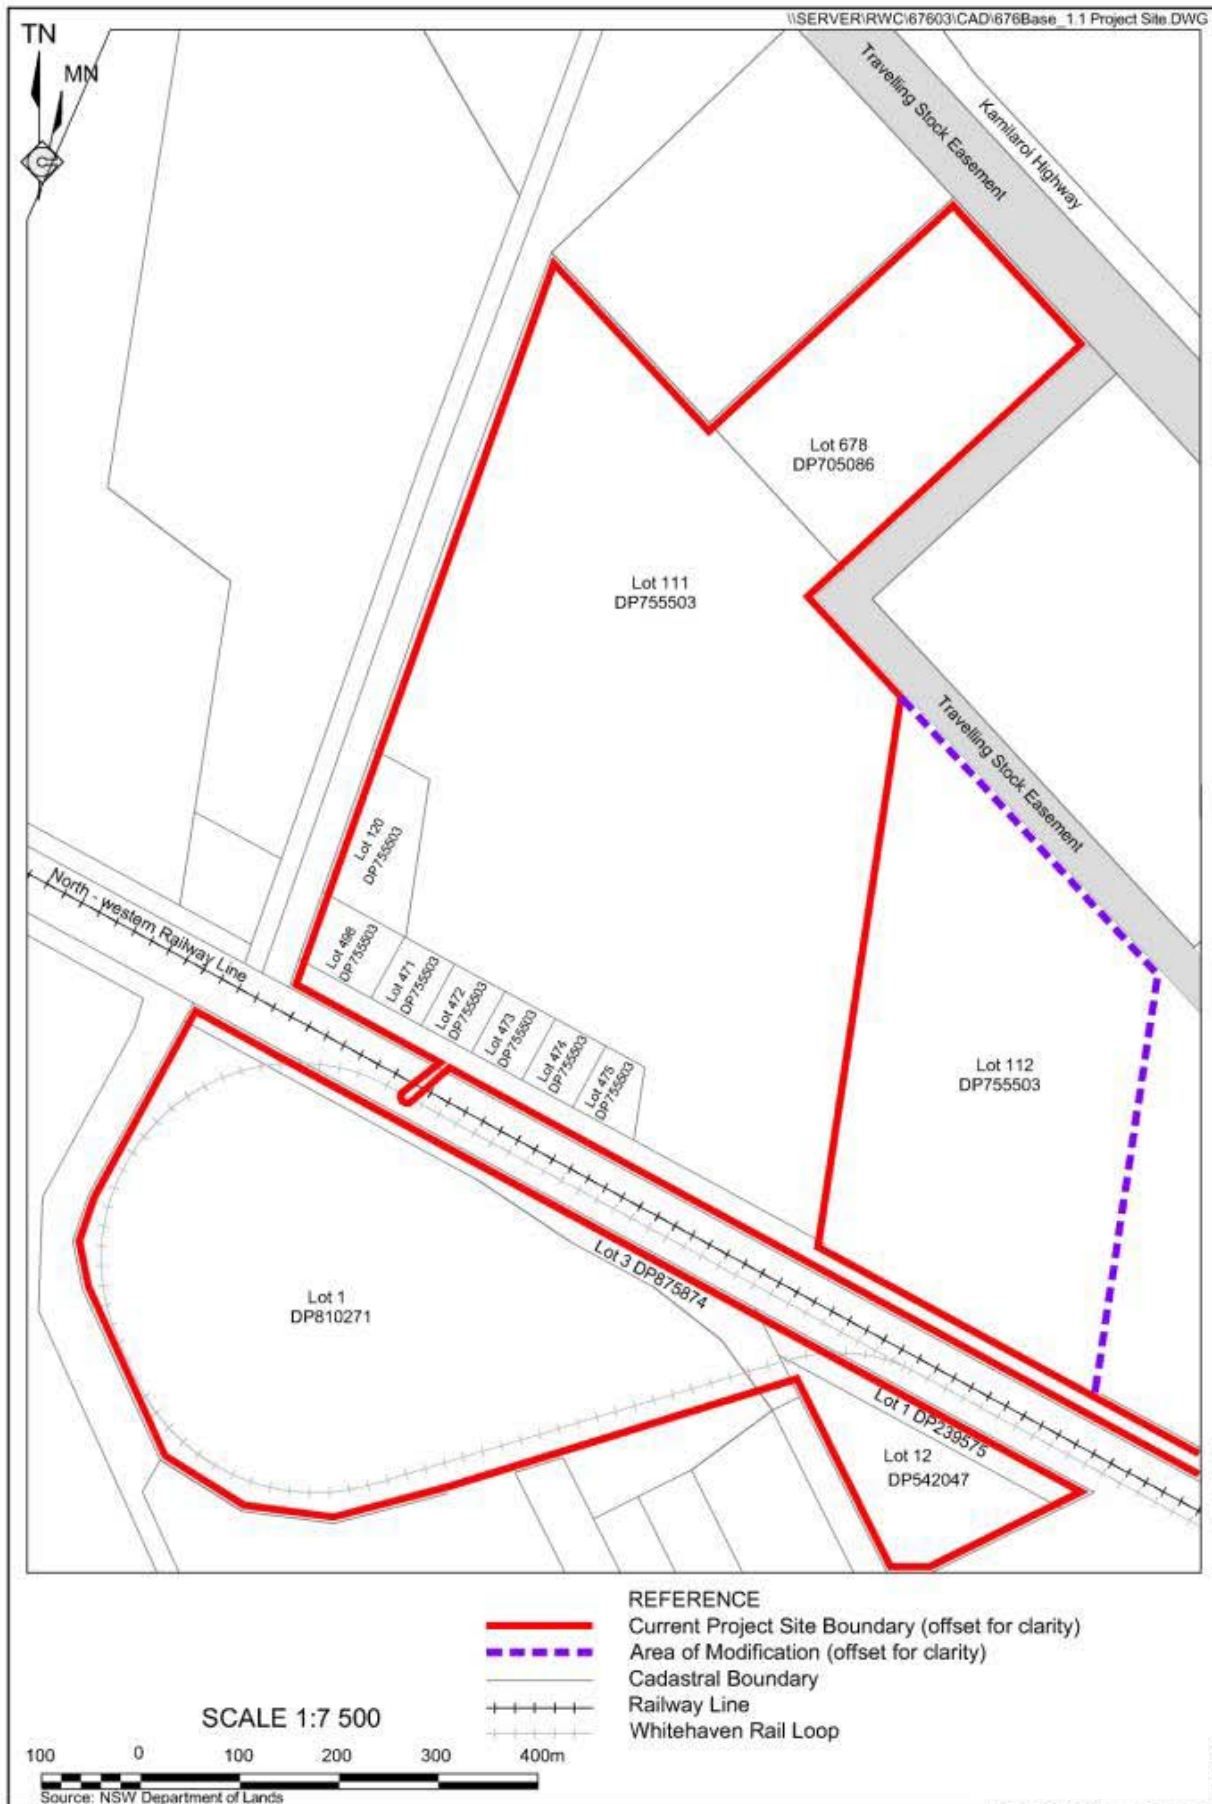 \\SERVER\RWC\67603\CAD\676Base_1.1 Project Site.DWG
TN
MN
Travelling Stock Easement
Kamilaroi Highway
Lot 678
DP705086
Lot 111
DP755503
Travelling Stock Easement
Lot 120
DP755503
North - western Railway Line
Lot 498
DP755503
Lot 471
DP755503
Lot 472
DP755503
Lot 473
DP755503
Lot 474
DP755503
Lot 475
DP755503
Lot 112
DP755503
Lot 3 DP875874
Lot 1
DP810271
Lot 1 DP239575
Lot 12
DP542047
REFERENCE
Current Project Site Boundary (offset for clarity)
Area of Modification (offset for clarity)
Cadastral Boundary
Railway Line
Whitehaven Rail Loop
SCALE 1:7 500
100 0 100 200 300 400m
Source: NSW Department of Lands